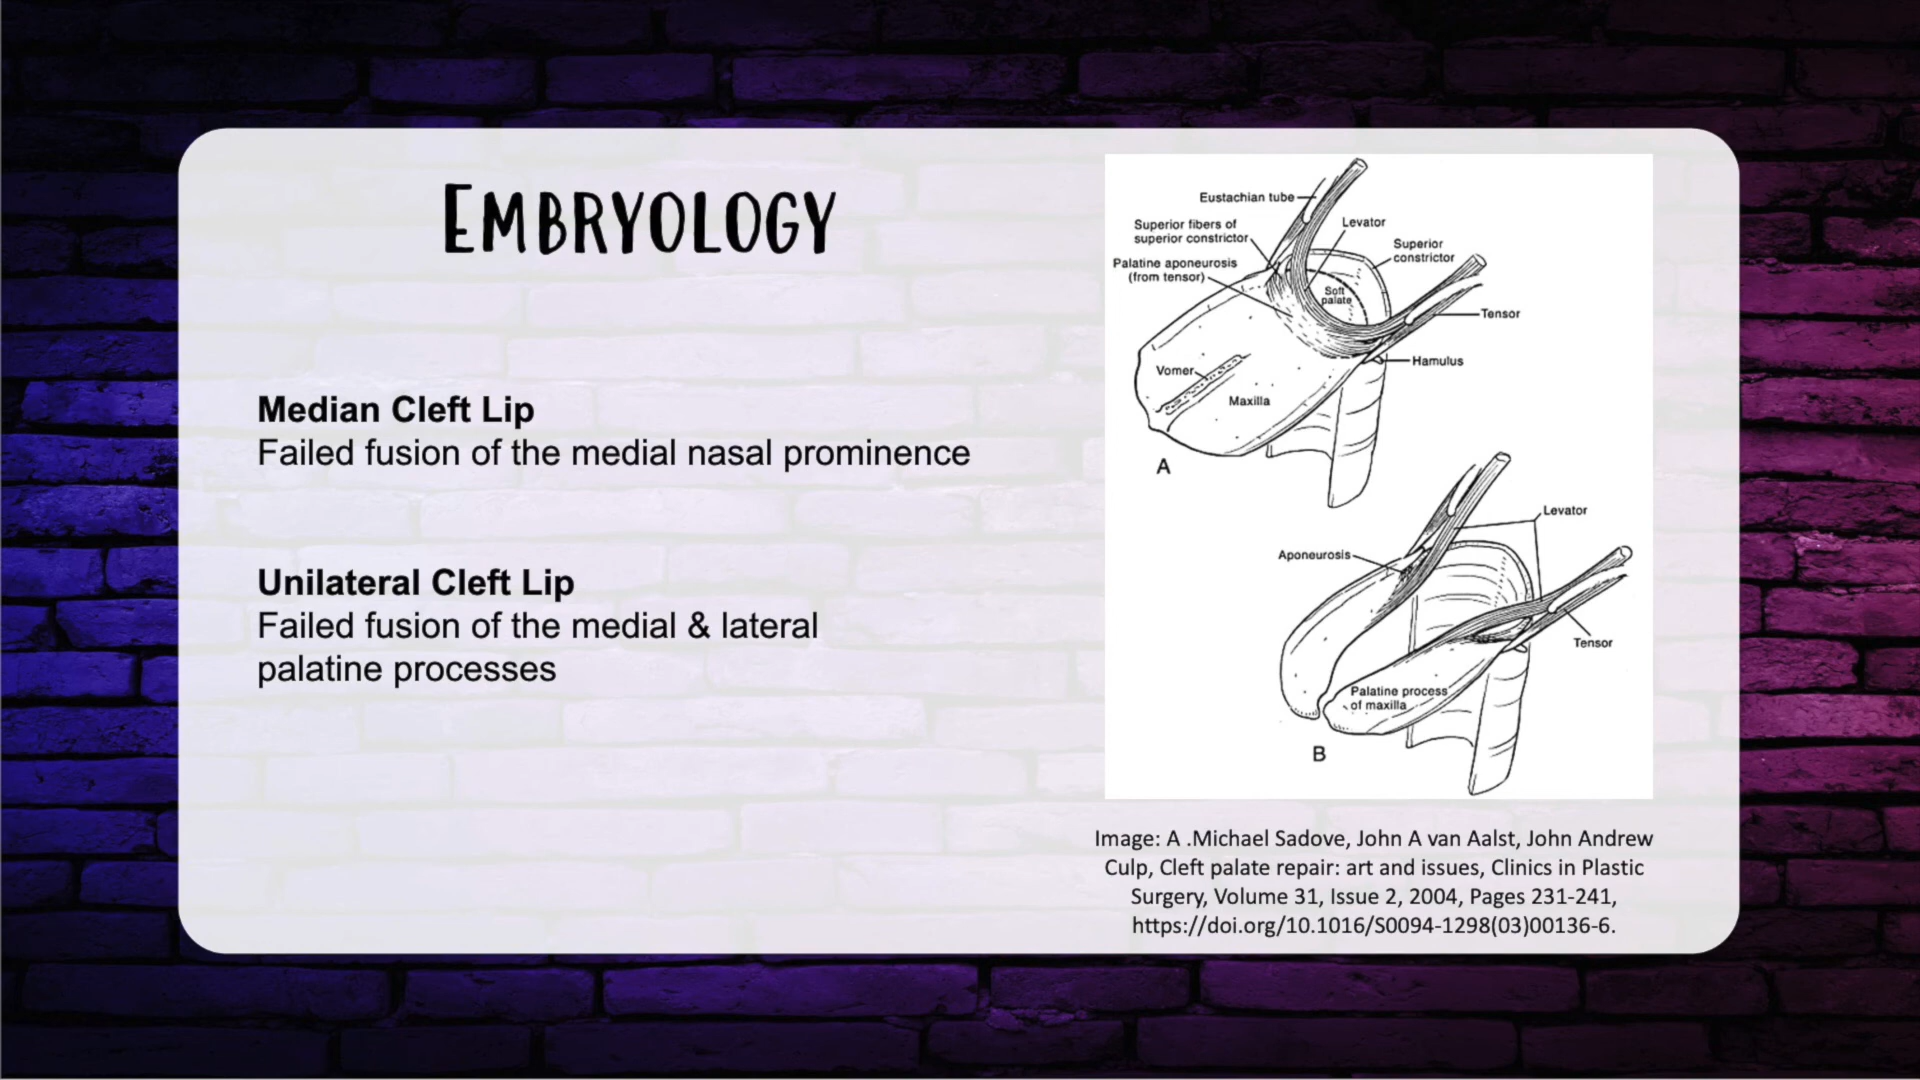 EMBRYOLOGY
Median Cleft Lip
Failed fusion of the medial nasal prominence
Unilateral Cleft Lip
Failed fusion of the medial & lateral
palatine processes
Eustachian tube
Superior fibers of
superior constrictor
Levator
Superior
constrictor
Palatine aponeurosis
(from tensor)
Soft
palate
Tensor
Hamulus
Vomer
Maxilla
A
Levator
Aponeurosis
Tensor
Palatine process
of maxilla
B
Image: A .Michael Sadove, John A van Aalst, John Andrew
Culp, Cleft palate repair: art and issues, Clinics in Plastic
Surgery, Volume 31, Issue 2, 2004, Pages 231-241,
https://doi.org/10.1016/S0094-1298(03)00136-6.